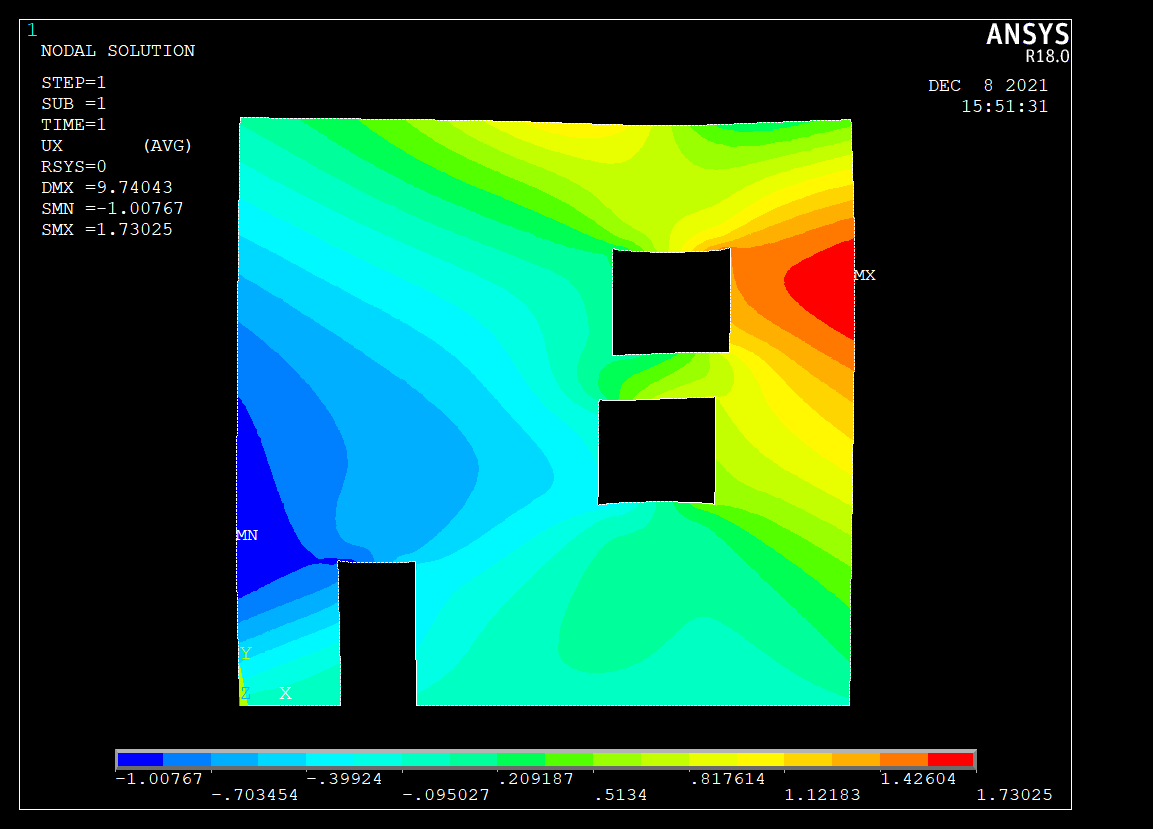 1
ANSYS
R18.0
NODAL SOLUTION
STEP=1
SUB =1
TIME=1
UX (AVG)
RSYS=0
DMX =9.74043
SMN =-1.00767
SMX =1.73025
DEC 8 2021
15:51:31
MX
MN
Y
Z X
-1.00767 -.39924 .209187 .817614 1.42604
-.703454 -.095027 .5134 1.12183 1.73025